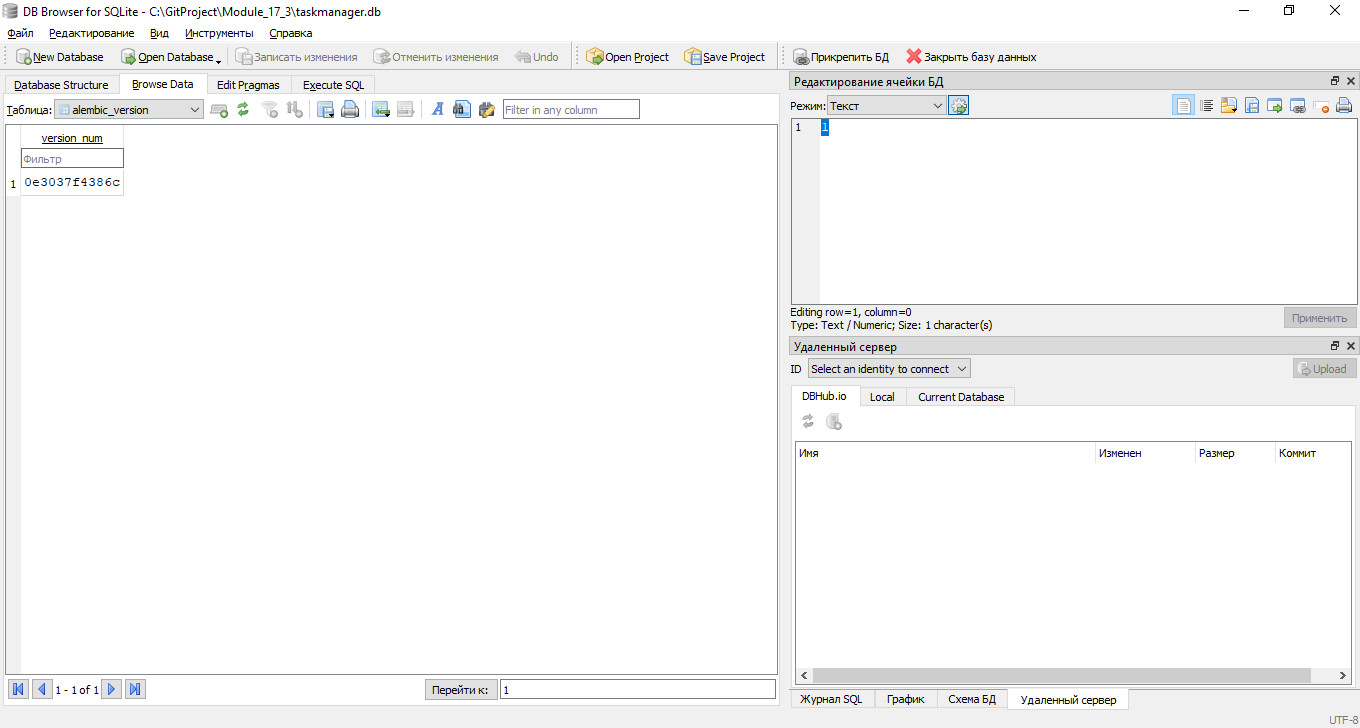 DB Browser for SQLite - C:\GitProject\Module_17_3\taskmanager.db
Файл Редактирование Вид Инструменты Справка
New Database Open Database Записать изменения Отменить изменения Undo Open Project Save Project Прикрепить БД Закрыть базу данных
Database Structure Browse Data Edit Pragmas Execute SQL
Таблица: alembic_version Filter in any column
version_num
Фильтр
1 0e3037f4386c
1 - 1 of 1 Перейти к: 1
Редактирование ячейки БД
Режим: Текст
1 1
Editing row=1, column=0
Type: Text / Numeric; Size: 1 character(s)
Применить
Удаленный сервер
ID Select an identity to connect Upload
DBHub.io Local Current Database
Имя Изменен Размер Коммит
Журнал SQL График Схема БД Удаленный сервер
UTF-8